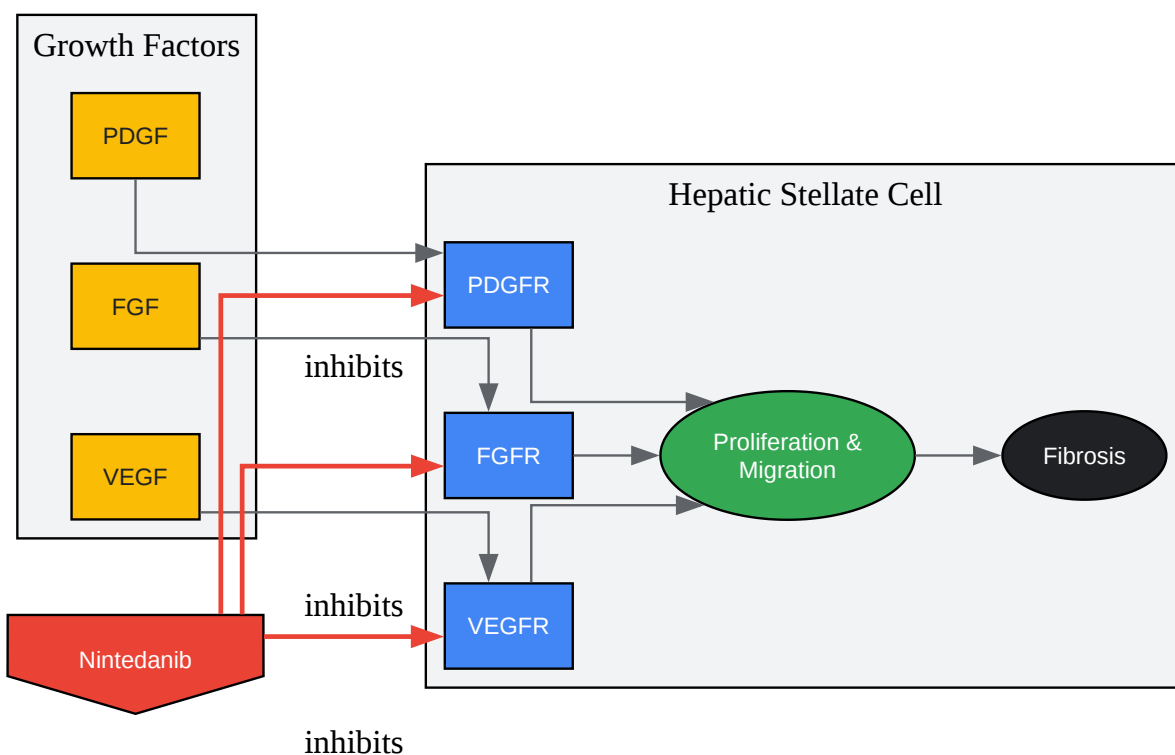 Growth Factors
PDGF
FGF
VEGF
Hepatic Stellate Cell
PDGFR
inhibits
FGFR
Proliferation &
Migration
Fibrosis
inhibits
VEGFR
Nintedanib
inhibits